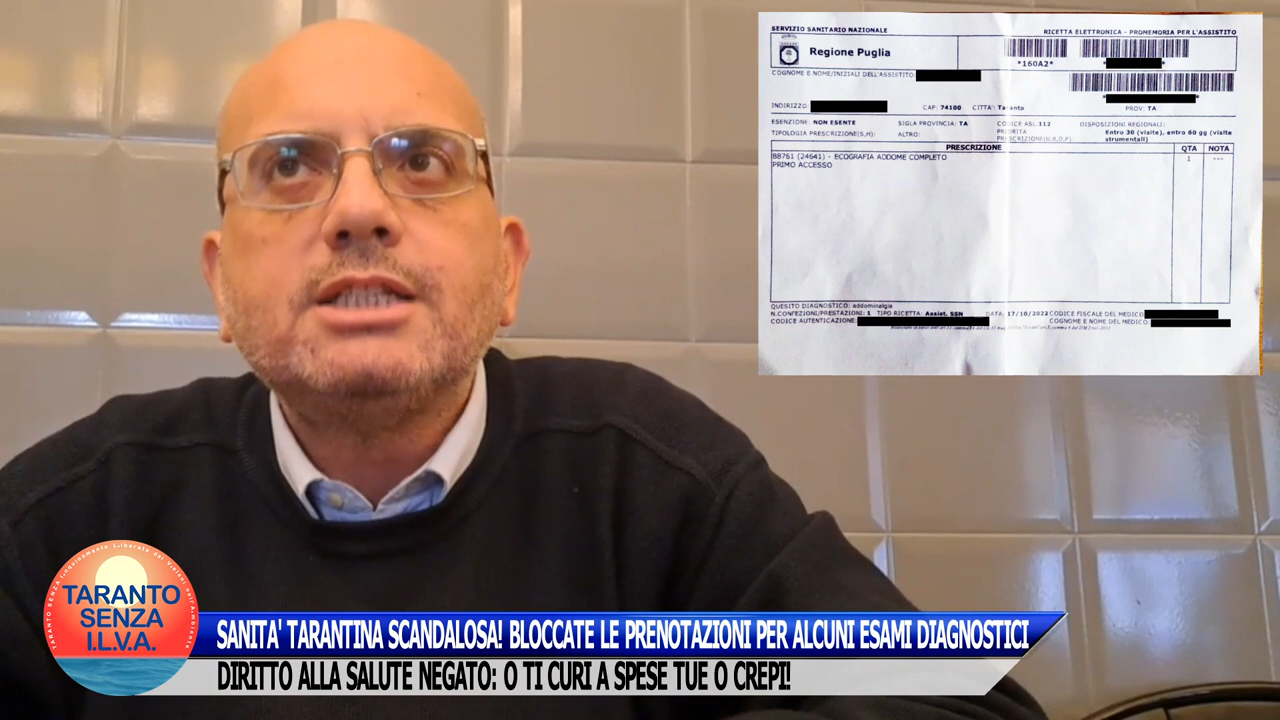 SERVIZIO SANITARIO NAZIONALE
RICETTA ELETTRONICA - PROMEMORIA PER L'ASSISTITO
Regione Puglia
*160A2*
COGNOME E NOME/INIZIALI DELL'ASSISTITO:
INDIRIZZO: CAP: 74100 CITTA': Taranto PROV: TA
ESENZIONE: NON ESENTE SIGLA PROVINCIA: TA CODICE ASL: 112 DISPOSIZIONI REGIONALI:
TIPOLOGIA PRESCRIZIONE(S,H): ALTRO: PRIORITA PRESCRIZIONE(U,B,D,P): Entro 30 (visite), entro 60 gg (visite strumentali)
PRESCRIZIONE QTA NOTA
88761 (24641) - ECOGRAFIA ADDOME COMPLETO 1 ---
PRIMO ACCESSO
QUESITO DIAGNOSTICO: addominalgia
N.CONFEZIONI/PRESTAZIONI: 1 TIPO RICETTA: Assist. SSN DATA: 17/10/2022 CODICE FISCALE DEL MEDICO:
CODICE AUTENTICAZIONE: COGNOME E NOME DEL MEDICO:
TARANTO
SENZA
I.L.V.A.
SANITA' TARANTINA SCANDALOSA! BLOCCATE LE PRENOTAZIONI PER ALCUNI ESAMI DIAGNOSTICI
DIRITTO ALLA SALUTE NEGATO: O TI CURI A SPESE TUE O CREPI!